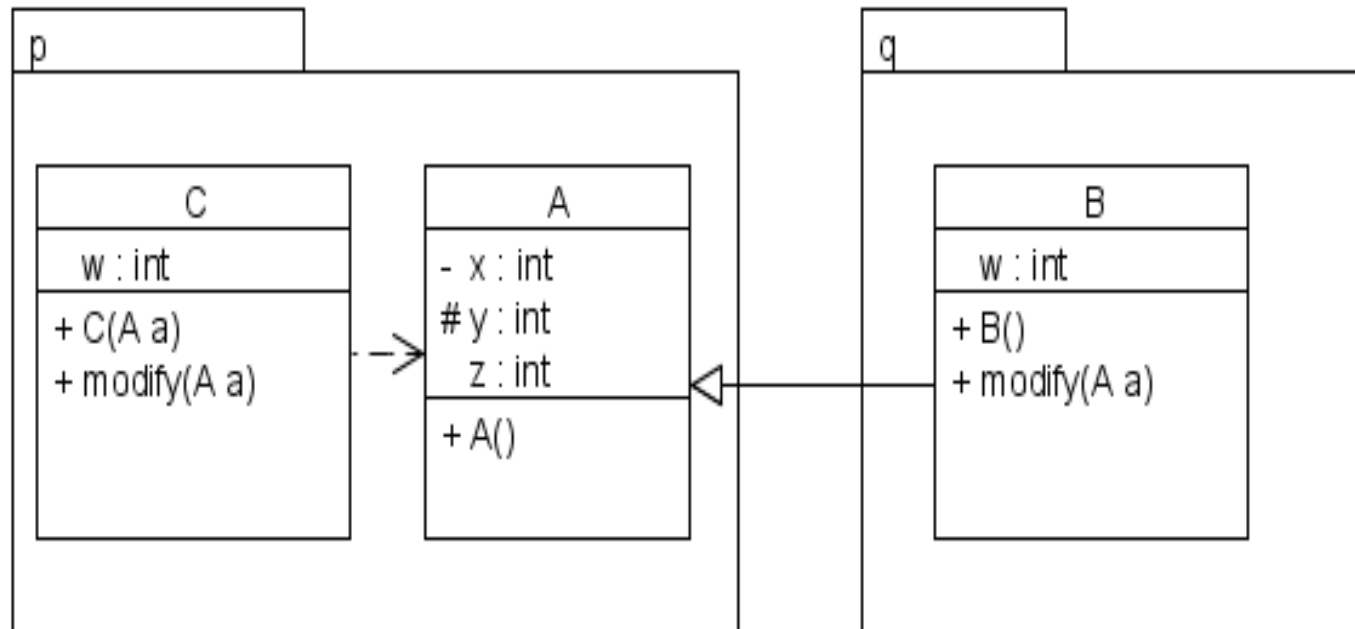 p
q
C
w : int
+ C(A a)
+ modify(A a)
A
- x : int
# y : int
z : int
+ A()
B
w : int
+ B()
+ modify(A a)